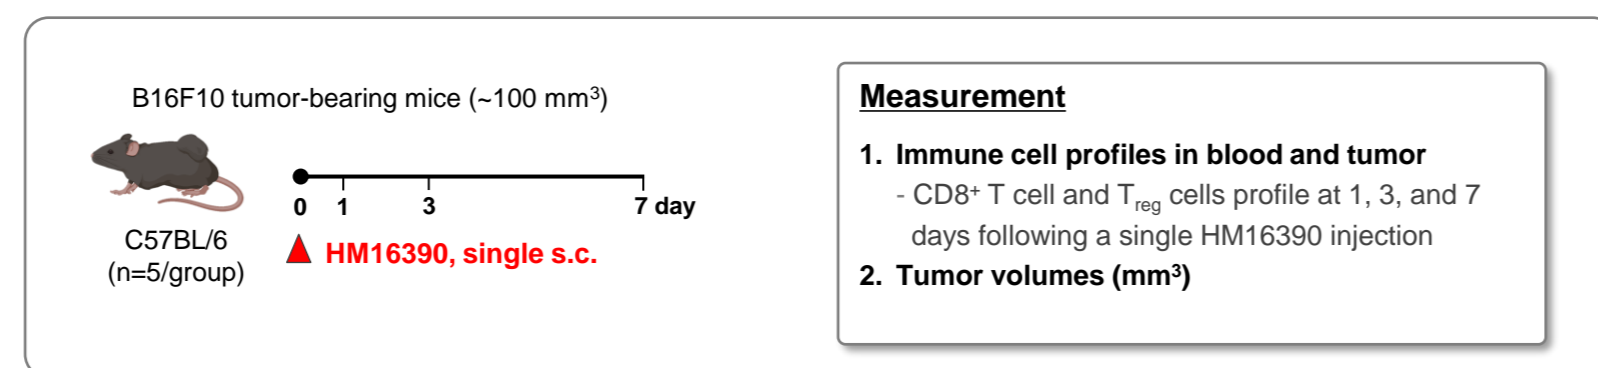 B16F10 tumor-bearing mice (~100 mm³)
0 1 3 7 day
C57BL/6
(n=5/group)
HM16390, single s.c.
Measurement
1. Immune cell profiles in blood and tumor
- CD8⁺ T cell and Treg cells profile at 1, 3, and 7
days following a single HM16390 injection
2. Tumor volumes (mm³)